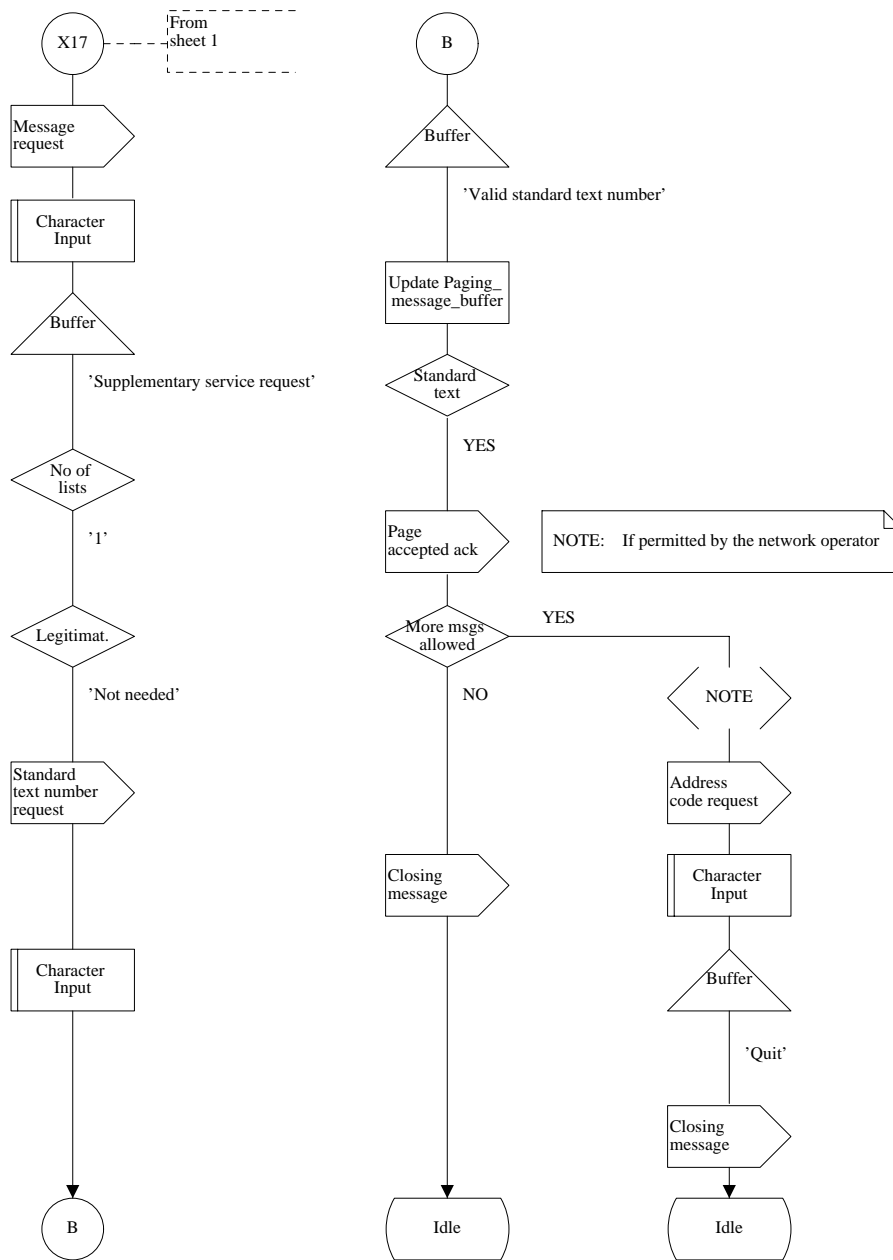 X17
From
sheet 1
Message
request
Character
Input
Buffer
’Supplementary service request’
No of
lists
’1’
Legitimat.
’Not needed’
Standard
text number
request
Character
Input
B
B
Buffer
’Valid standard text number’
Update Paging_
message_buffer
Standard
text
YES
Page
accepted ack
NOTE: If permitted by the network operator
More msgs
allowed
YES
NO
Closing
message
Idle
NOTE
Address
code request
Character
Input
Buffer
’Quit’
Closing
message
Idle